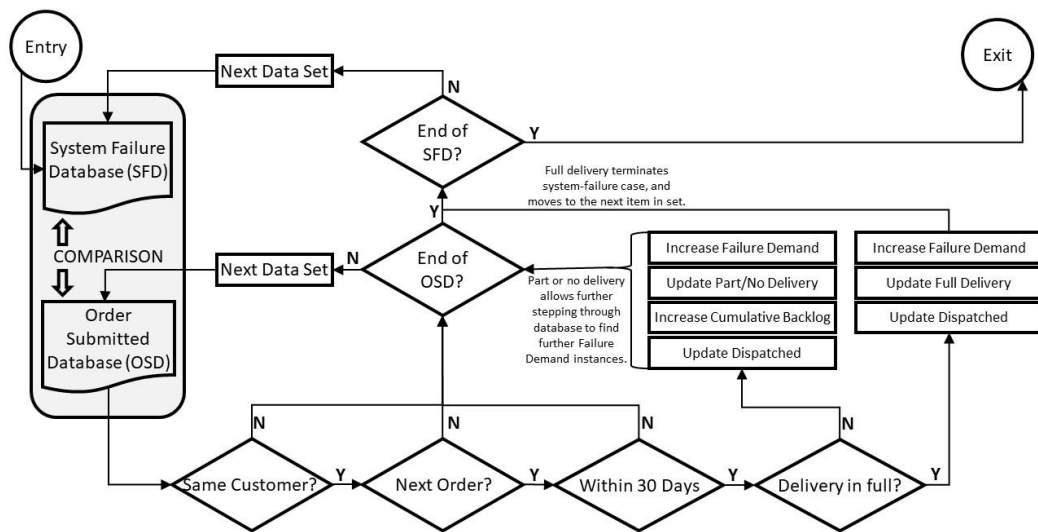 Entry
Exit
Next Data Set
N
End of
SFD?
Y
System Failure
Database (SFD)
Full delivery terminates
system-failure case, and
moves to the next item in set.
Y
COMPARISON
Next Data Set
N
End of
OSD?
Part or no delivery
allows further
stepping through
database to find
further Failure
Demand instances.
Increase Failure Demand
Update Part/No Delivery
Increase Cumulative Backlog
Update Dispatched
Increase Failure Demand
Update Full Delivery
Update Dispatched
Order
Submitted
Database (OSD)
N
N
N
N
Same Customer?
Y
Next Order?
Y
Within 30 Days
Y
Delivery in full?
Y